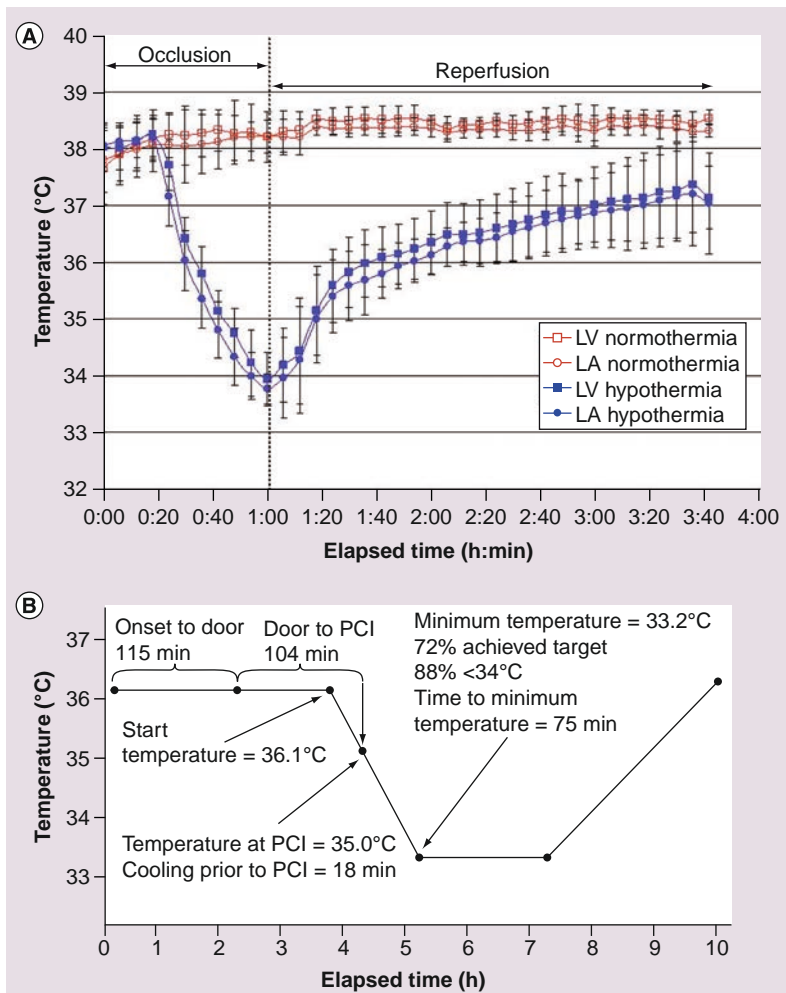 A
40
39
38
37
36
35
34
33
32
Temperature (°C)
Occlusion
Reperfusion
LV normothermia
LA normothermia
LV hypothermia
LA hypothermia
0:00 0:20 0:40 1:00 1:20 1:40 2:00 2:20 2:40 3:00 3:20 3:40 4:00
Elapsed time (h:min)
B
37
36
35
34
33
Temperature (°C)
Onset to door
115 min
Door to PCI
104 min
Minimum temperature = 33.2°C
72% achieved target
88% <34°C
Time to minimum
temperature = 75 min
Start
temperature = 36.1°C
Temperature at PCI = 35.0°C
Cooling prior to PCI = 18 min
0 1 2 3 4 5 6 7 8 9 10
Elapsed time (h)